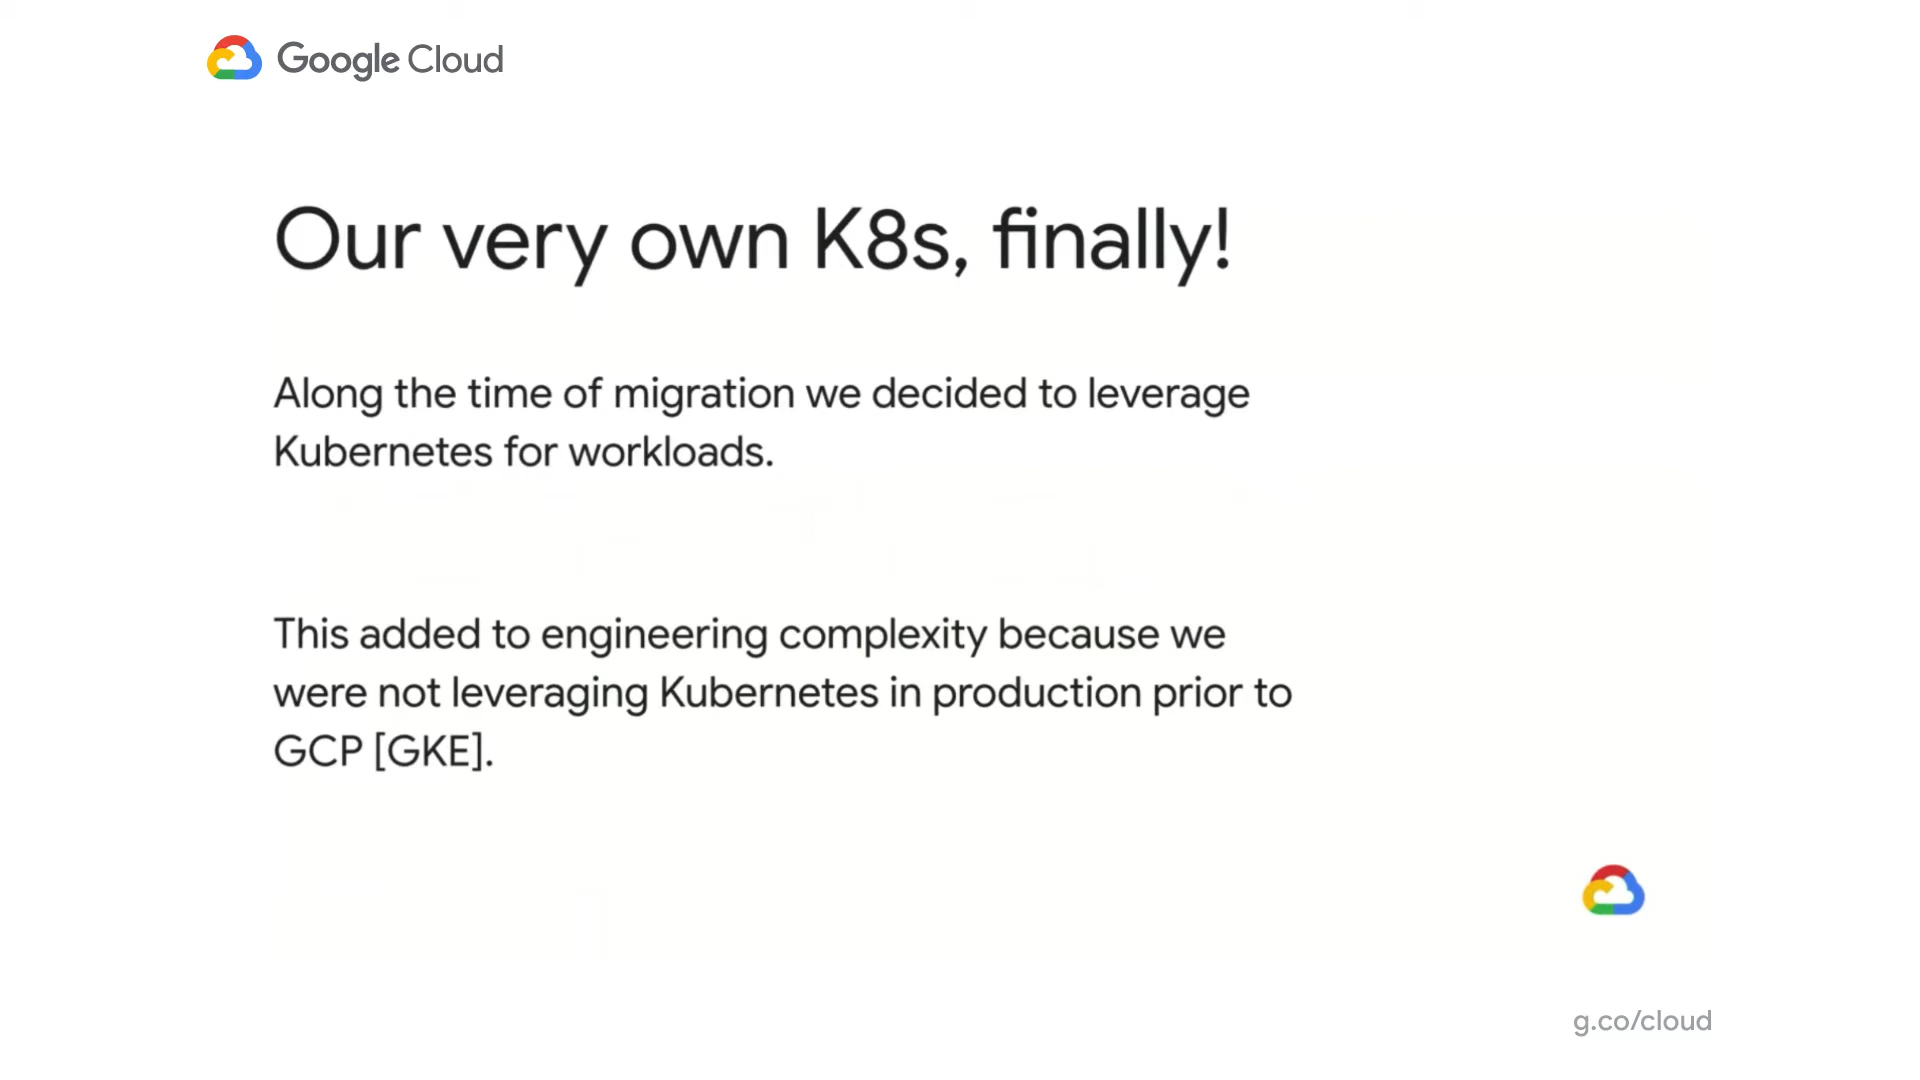 Google Cloud
Our very own K8s, finally!
Along the time of migration we decided to leverage
Kubernetes for workloads.
This added to engineering complexity because we
were not leveraging Kubernetes in production prior to
GCP [GKE].
g.co/cloud